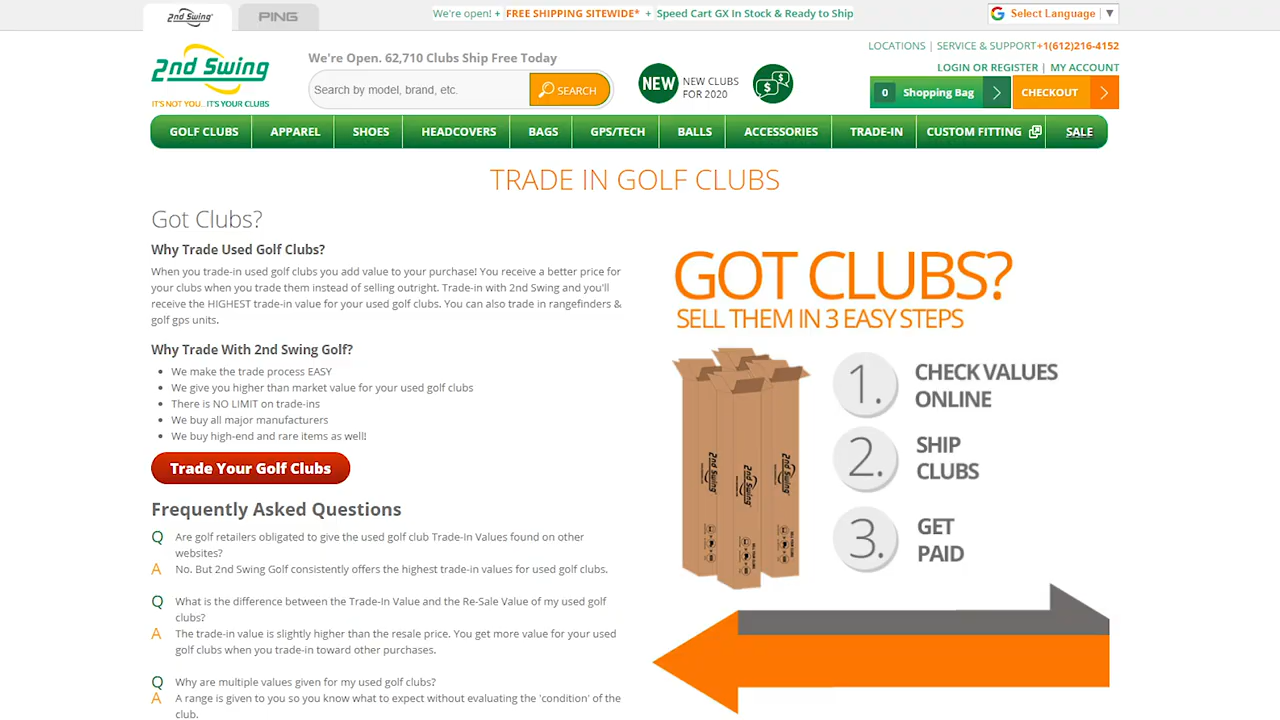 2nd Swing
PING
We're open! + FREE SHIPPING SITEWIDE* + Speed Cart GX In Stock & Ready to Ship
G Select Language ▼
2nd Swing
IT'S NOT YOU. IT'S YOUR CLUBS
We're Open. 62,710 Clubs Ship Free Today
Search by model, brand, etc.
SEARCH
NEW
NEW CLUBS
FOR 2020
$ $
LOCATIONS | SERVICE & SUPPORT +1(612)216-4152
LOGIN OR REGISTER | MY ACCOUNT
0 Shopping Bag
CHECKOUT
GOLF CLUBS
APPAREL
SHOES
HEADCOVERS
BAGS
GPS/TECH
BALLS
ACCESSORIES
TRADE-IN
CUSTOM FITTING
SALE
TRADE IN GOLF CLUBS
Got Clubs?
Why Trade Used Golf Clubs?
When you trade-in used golf clubs you add value to your purchase! You receive a better price for
your clubs when you trade them instead of selling outright. Trade-in with 2nd Swing and you'll
receive the HIGHEST trade-in value for your used golf clubs. You can also trade in rangefinders &
golf gps units.
Why Trade With 2nd Swing Golf?
• We make the trade process EASY
• We give you higher than market value for your used golf clubs
• There is NO LIMIT on trade-ins
• We buy all major manufacturers
• We buy high-end and rare items as well!
Trade Your Golf Clubs
Frequently Asked Questions
Q Are golf retailers obligated to give the used golf club Trade-In Values found on other
websites?
A No. But 2nd Swing Golf consistently offers the highest trade-in values for used golf clubs.
Q What is the difference between the Trade-In Value and the Re-Sale Value of my used golf
clubs?
A The trade-in value is slightly higher than the resale price. You get more value for your used
golf clubs when you trade-in toward other purchases.
Q Why are multiple values given for my used golf clubs?
A A range is given to you so you know what to expect without evaluating the 'condition' of the
club.
GOT CLUBS?
SELL THEM IN 3 EASY STEPS
2nd Swing
2nd Swing
2nd Swing
1. CHECK VALUES
ONLINE
2. SHIP
CLUBS
3. GET
PAID